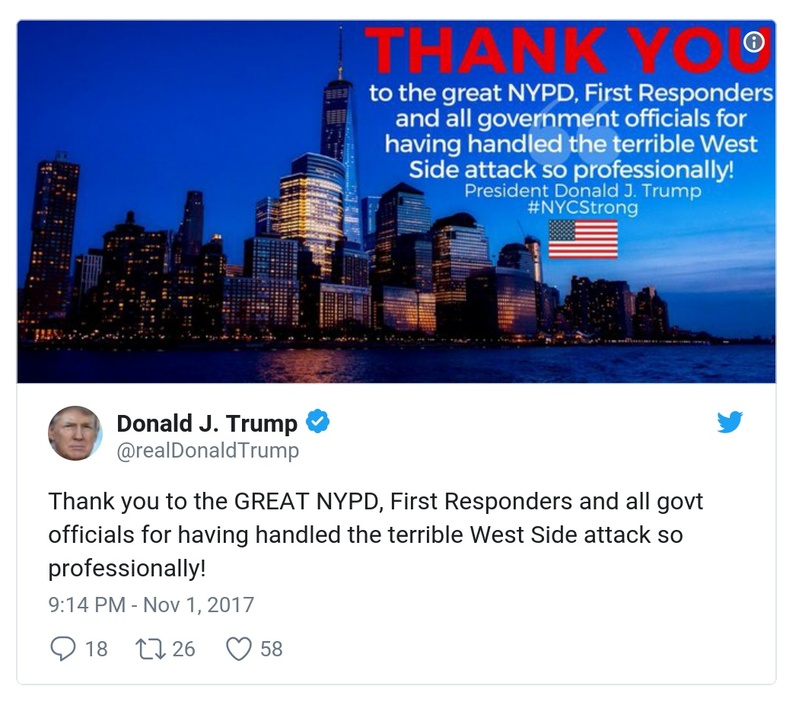 THANK YOU
to the great NYPD, First Responders
and all government officials for
having handled the terrible West
Side attack so professionally!
President Donald J. Trump
#NYCStrong
Donald J. Trump
@realDonaldTrump
Thank you to the GREAT NYPD, First Responders and all govt
officials for having handled the terrible West Side attack so
professionally!
9:14 PM - Nov 1, 2017
18 26 58